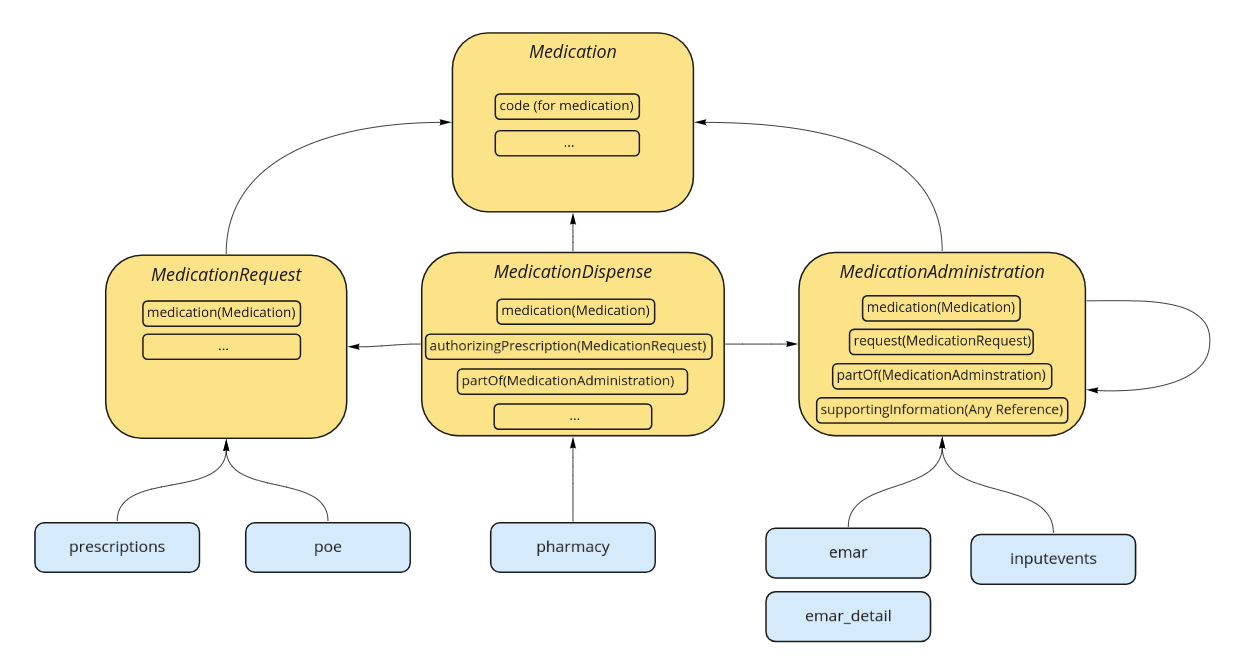 Medication
code (for medication)
...
MedicationRequest
medication(Medication)
...
MedicationDispense
medication(Medication)
authorizingPrescription(MedicationRequest)
partOf(MedicationAdministration)
...
MedicationAdministration
medication(Medication)
request(MedicationRequest)
partOf(MedicationAdminstration)
supportingInformation(Any Reference)
prescriptions
poe
pharmacy
emar
inputevents
emar_detail